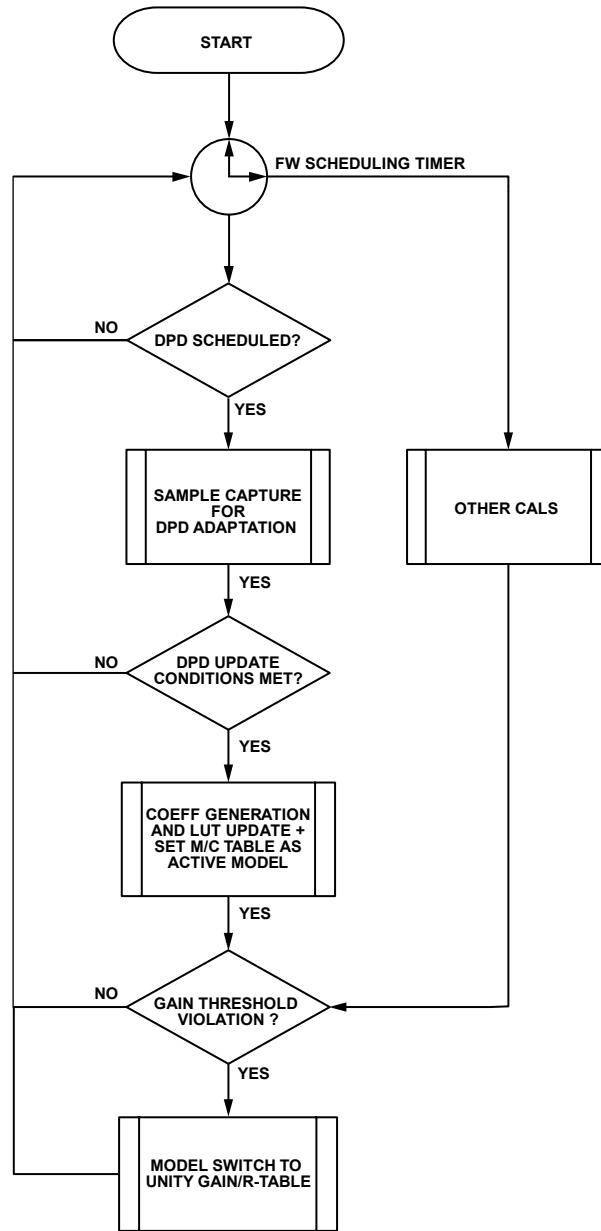 START
FW SCHEDULING TIMER
NO
DPD SCHEDULED?
YES
SAMPLE CAPTURE
FOR
DPD ADAPTATION
OTHER CALS
YES
NO
DPD UPDATE
CONDITIONS MET?
YES
COEFF GENERATION
AND LUT UPDATE +
SET M/C TABLE AS
ACTIVE MODEL
YES
NO
GAIN THRESHOLD
VIOLATION ?
YES
MODEL SWITCH TO
UNITY GAIN/R-TABLE